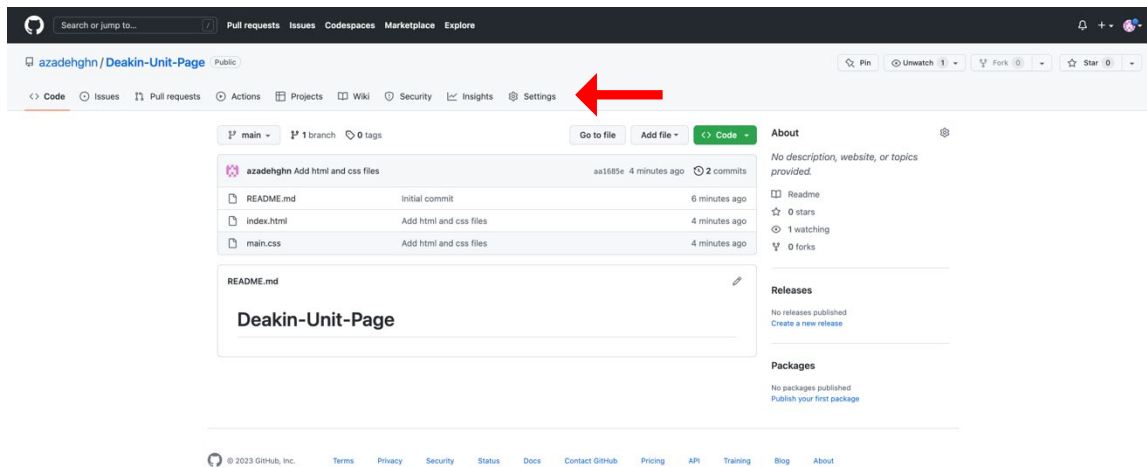 Search or jump to... / Pull requests Issues Codespaces Marketplace Explore
azadehghn / Deakin-Unit-Page Public Pin Unwatch 1 Fork 0 Star 0
Code Issues Pull requests Actions Projects Wiki Security Insights Settings
main 1 branch 0 tags Go to file Add file Code
azadehghn Add html and css files aa1685e 4 minutes ago 2 commits
README.md Initial commit 6 minutes ago
index.html Add html and css files 4 minutes ago
main.css Add html and css files 4 minutes ago
README.md
Deakin-Unit-Page
About
No description, website, or topics
provided.
Readme
0 stars
1 watching
0 forks
Releases
No releases published
Create a new release
Packages
No packages published
Publish your first package
© 2023 GitHub, Inc. Terms Privacy Security Status Docs Contact GitHub Pricing API Training Blog About